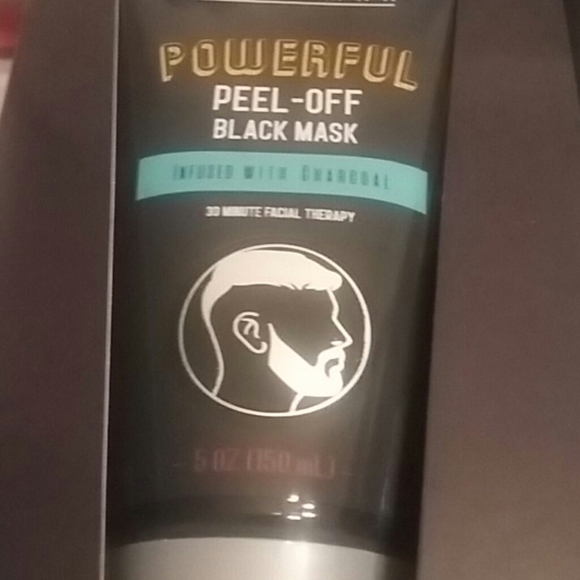 POWERFUL
PEEL-OFF
BLACK MASK
INFUSED WITH CHARCOAL
30 MINUTE FACIAL THERAPY
5 OZ (150 mL)